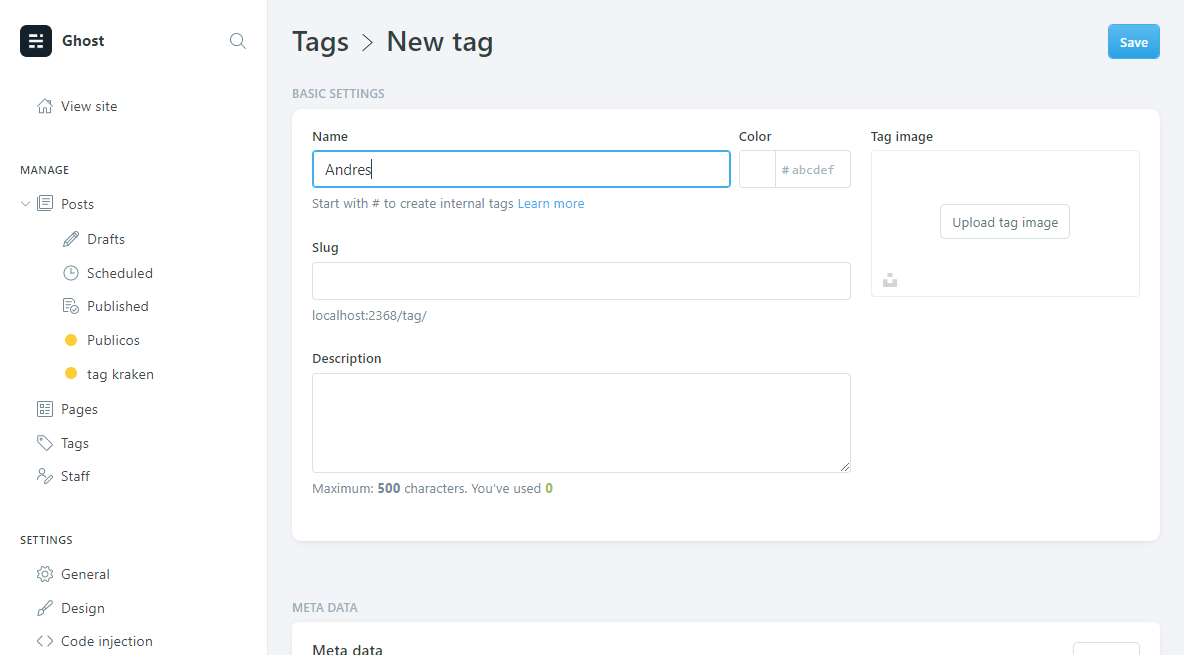 Ghost
View site
MANAGE
Posts
Drafts
Scheduled
Published
Publicos
tag kraken
Pages
Tags
Staff
SETTINGS
General
Design
Code injection
Tags > New tag
Save
BASIC SETTINGS
Name
Andres
Start with # to create internal tags Learn more
Color
# abcdef
Tag image
Upload tag image
Slug
localhost:2368/tag/
Description
Maximum: 500 characters. You've used 0
META DATA
Meta data